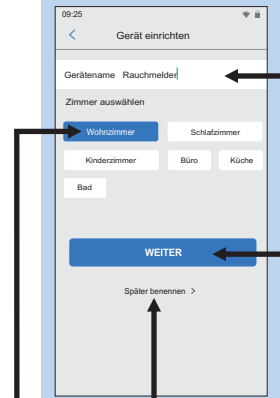 09:25
Gerät einrichten
Gerätename Rauchmelder
Zimmer auswählen
Wohnzimmer Schlafzimmer
Kinderzimmer Büro Küche
Bad
WEITER
Später benennen >